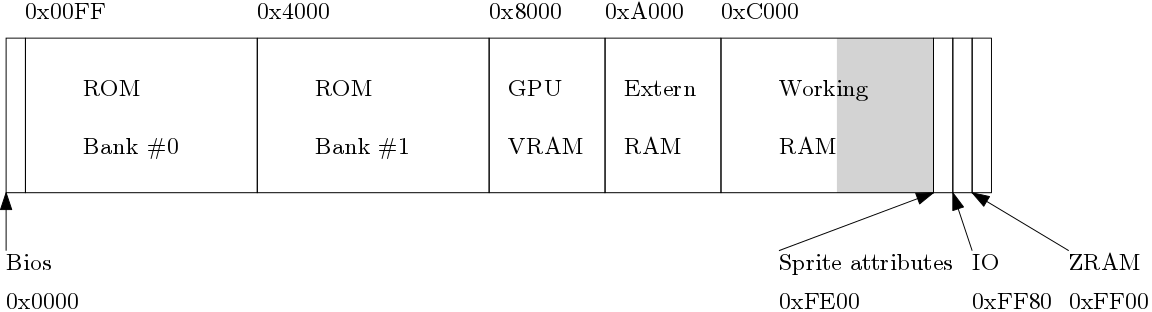 0x00FF 0x4000 0x8000 0xA000 0xC000
ROM ROM GPU Extern Working
Bank #0 Bank #1 VRAM RAM RAM
Bios Sprite attributes IO ZRAM
0x0000 0xFE00 0xFF80 0xFF00